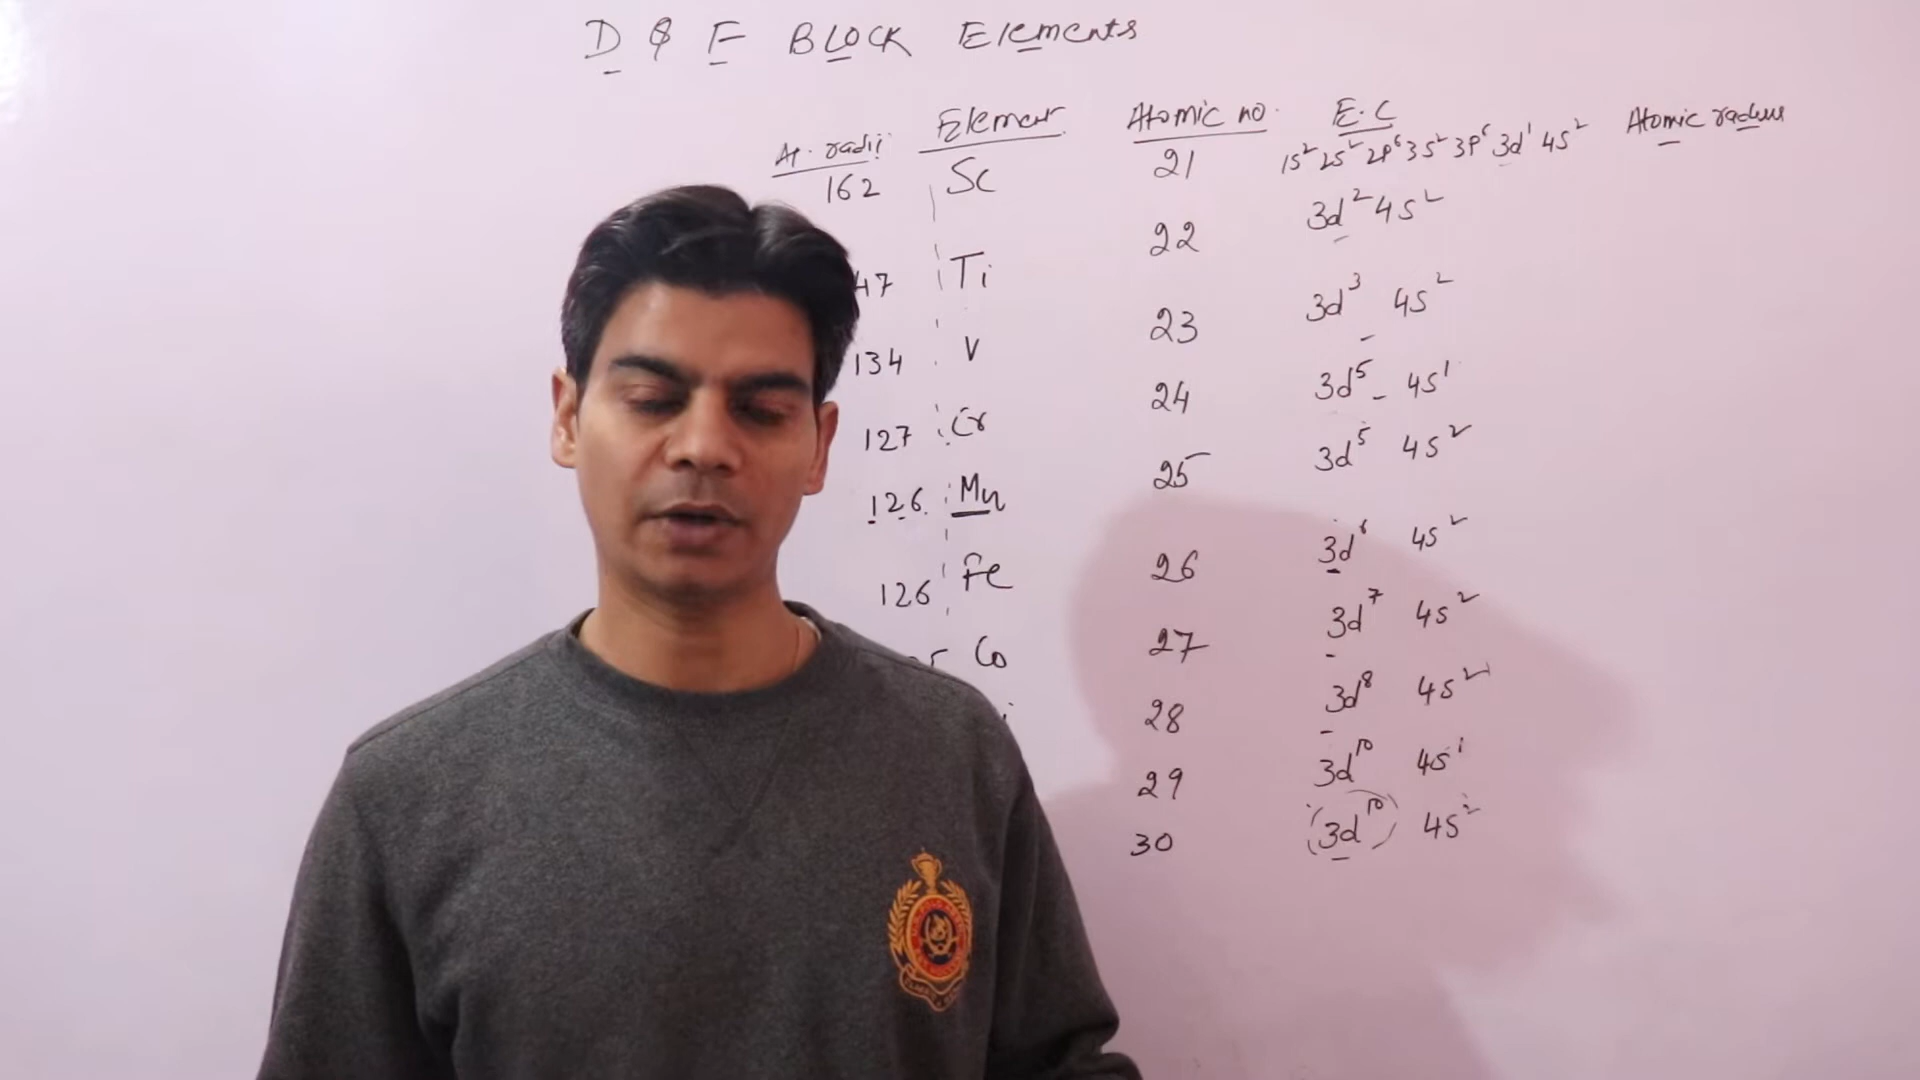 D & F BLOCK Elements
At. radii Element Atomic no. E.C Atomic radius
162 Sc 21 1s² 2s² 2p⁶ 3s² 3p⁶ 3d¹ 4s²
47 Ti 22 3d² 4s²
134 V 23 3d³ 4s²
127 Cr 24 3d⁵ 4s¹
126 Mn 25 3d⁵ 4s²
126 Fe 26 3d⁶ 4s²
Co 27 3d⁷ 4s²
28 3d⁸ 4s²
29 3d¹⁰ 4s¹
30 (3d¹⁰) 4s²